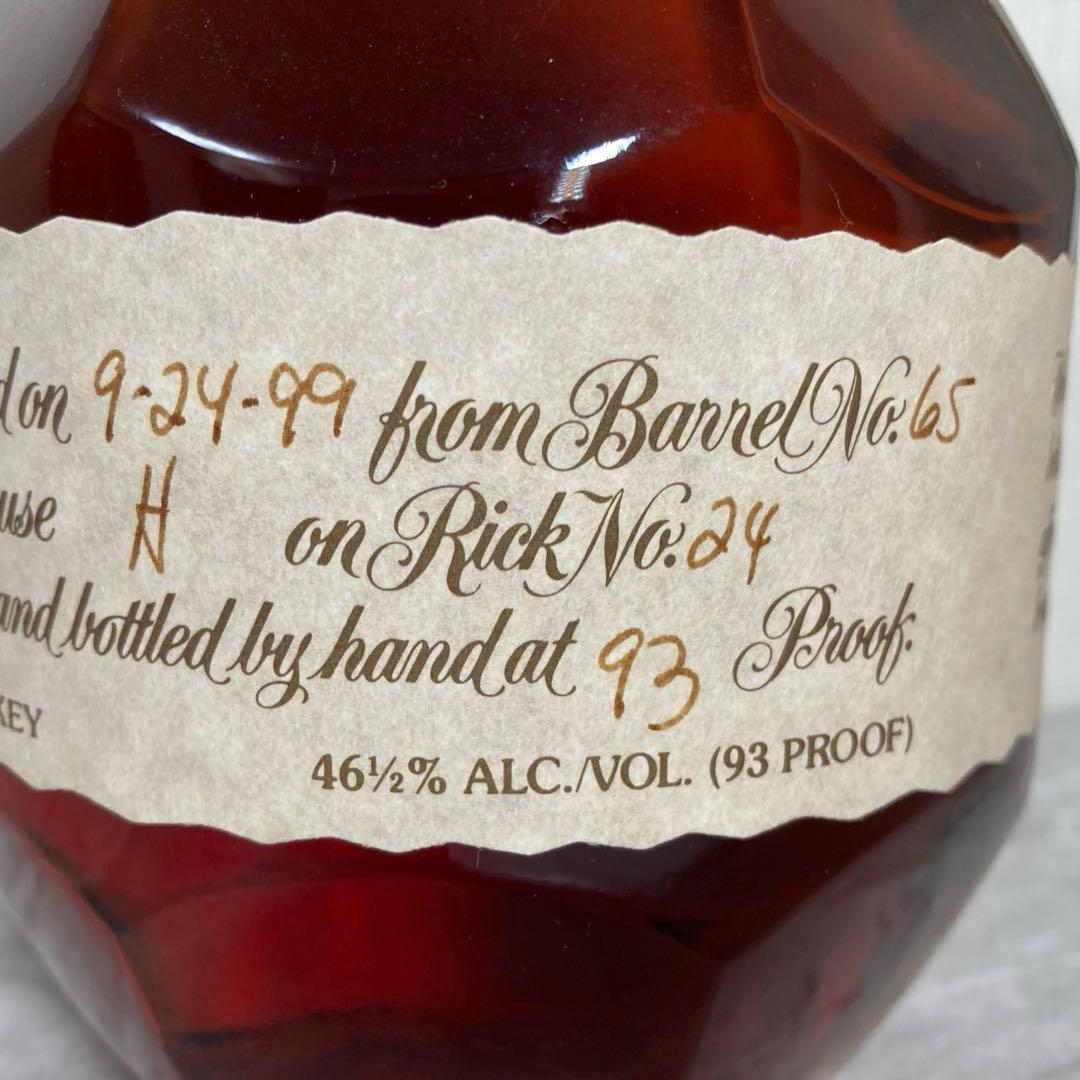 d on 9-24-99 from Barrel No. 65
use H on Rick No. 24
and bottled by hand at 93 Proof.
KEY
46½% ALC./VOL. (93 PROOF)